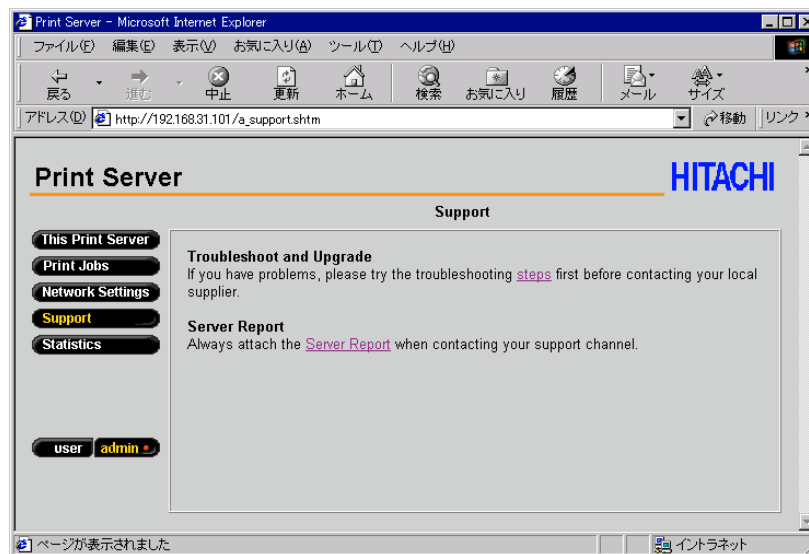 Print Server - Microsoft Internet Explorer
ファイル(F) 編集(E) 表示(V) お気に入り(A) ツール(T) ヘルプ(H)
戻る 進む 中止 更新 ホーム 検索 お気に入り 履歴 メール サイズ
アドレス(D) http://192.168.31.101/a_support.shtm 移動 リンク
Print Server HITACHI
Support
This Print Server
Print Jobs
Network Settings
Support
Statistics
user admin
Troubleshoot and Upgrade
If you have problems, please try the troubleshooting steps first before contacting your local
supplier.
Server Report
Always attach the Server Report when contacting your support channel.
ページが表示されました イントラネット